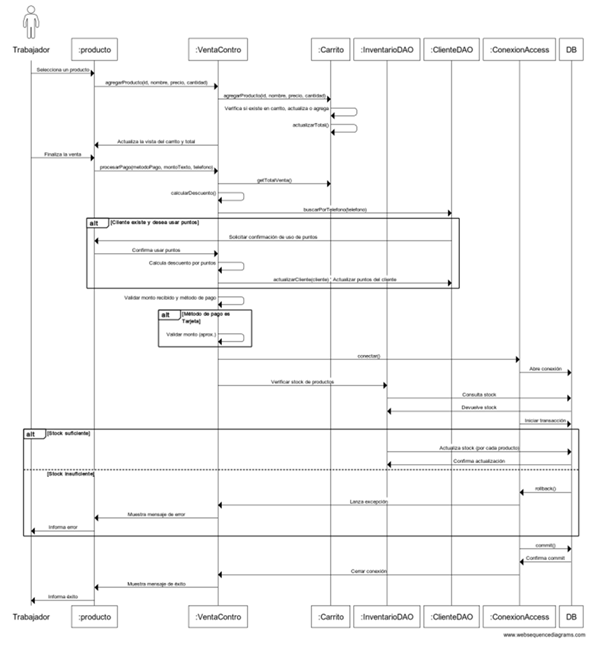 Trabajador
:producto
:VentaContro
:Carrito
:InventarioDAO
:ClienteDAO
:ConexionAccess
DB
Selecciona un producto
agregarProducto(id, nombre, precio, cantidad)
agregarProducto(id, nombre, precio, cantidad)
Verifica si existe en carrito, actualiza o agrega
actualizarTotal()
Actualiza la vista del carrito y total
Finaliza la venta
procesarPago(metodoPago, montoTexto, telefono)
getTotalVenta()
calcularDescuento()
buscarPorTelefono(telefono)
alt
[Cliente existe y desea usar puntos]
Solicitar confirmación de uso de puntos
Confirma usar puntos
Calcula descuento por puntos
actualizarCliente(cliente) ' Actualizar puntos del cliente
Validar monto recibido y método de pago
alt
[Método de pago es
Tarjeta]
Validar monto (aprox.)
conectar()
Abre conexión
Verificar stock de productos
Consulta stock
Devuelve stock
Iniciar transacción
alt
[Stock suficiente]
Actualiza stock (por cada producto)
Confirma actualización
[Stock insuficiente]
rollback()
Lanza excepción
Muestra mensaje de error
Informa error
commit()
Confirma commit
Cerrar conexión
Muestra mensaje de éxito
Informa éxito
Trabajador
:producto
:VentaContro
:Carrito
:InventarioDAO
:ClienteDAO
:ConexionAccess
DB
www.websequencediagrams.com